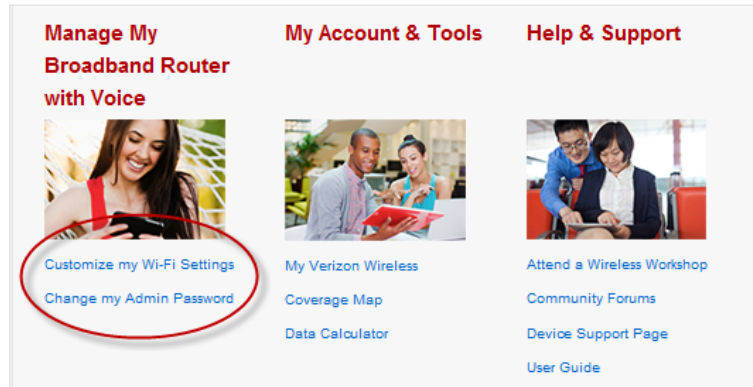 Manage My
Broadband Router
with Voice
Customize my Wi-Fi Settings
Change my Admin Password
My Account & Tools
My Verizon Wireless
Coverage Map
Data Calculator
Help & Support
Attend a Wireless Workshop
Community Forums
Device Support Page
User Guide